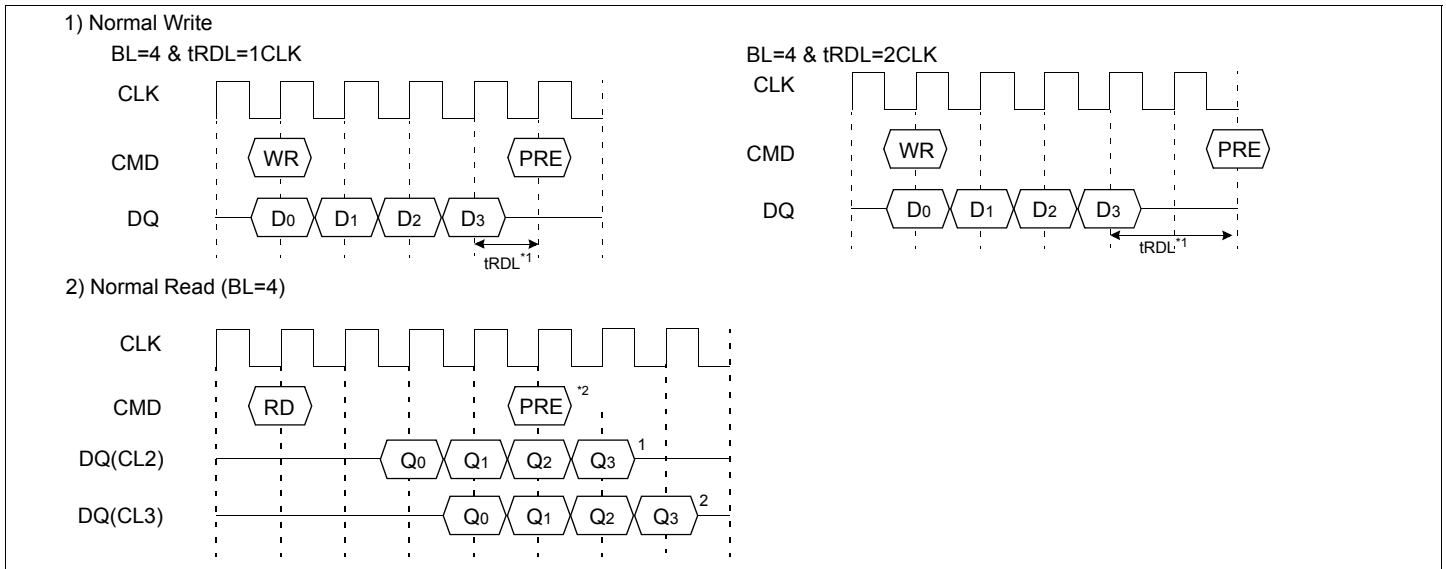 1) Normal Write
BL=4 & tRDL=1CLK
CLK
CMD WR PRE
DQ D0 D1 D2 D3
tRDL*1
BL=4 & tRDL=2CLK
CLK
CMD WR PRE
DQ D0 D1 D2 D3
tRDL*1
2) Normal Read (BL=4)
CLK
CMD RD PRE *2
DQ(CL2) Q0 Q1 Q2 Q3 1
DQ(CL3) Q0 Q1 Q2 Q3 2